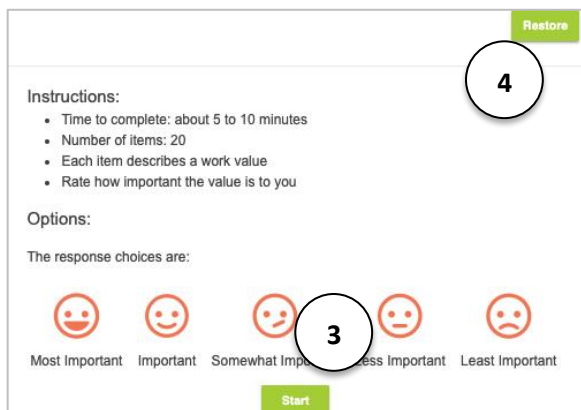 Restore
4
Instructions:
• Time to complete: about 5 to 10 minutes
• Number of items: 20
• Each item describes a work value
• Rate how important the value is to you
Options:
The response choices are:
3
Most Important Important Somewhat Important Less Important Least Important
Start